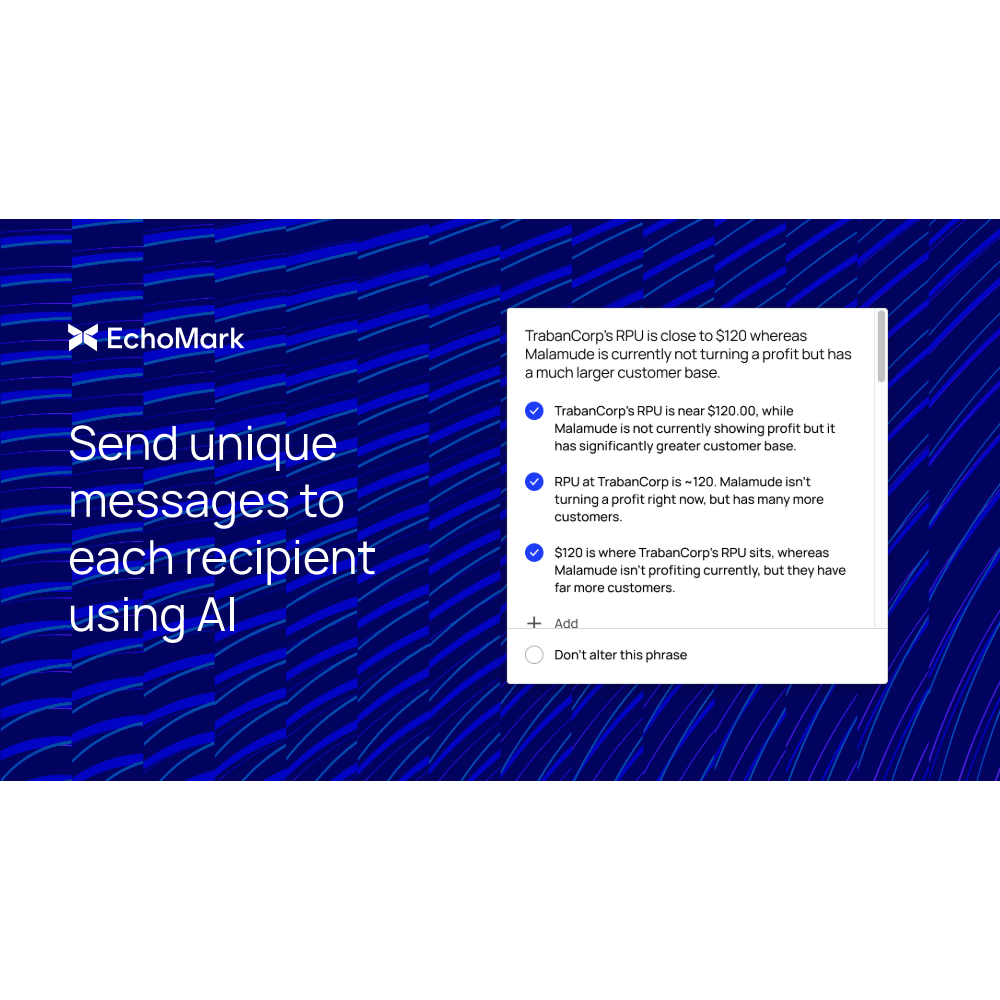 EchoMark
Send unique
messages to
each recipient
using AI
TrabanCorp's RPU is close to $120 whereas
Malamude is currently not turning a profit but has
a much larger customer base.
TrabanCorp's RPU is near $120.00, while
Malamude is not currently showing profit but it
has significantly greater customer base.
RPU at TrabanCorp is ~120. Malamude isn't
turning a profit right now, but has many more
customers.
$120 is where TrabanCorp's RPU sits, whereas
Malamude isn't profiting currently, but they have
far more customers.
Add
Don't alter this phrase